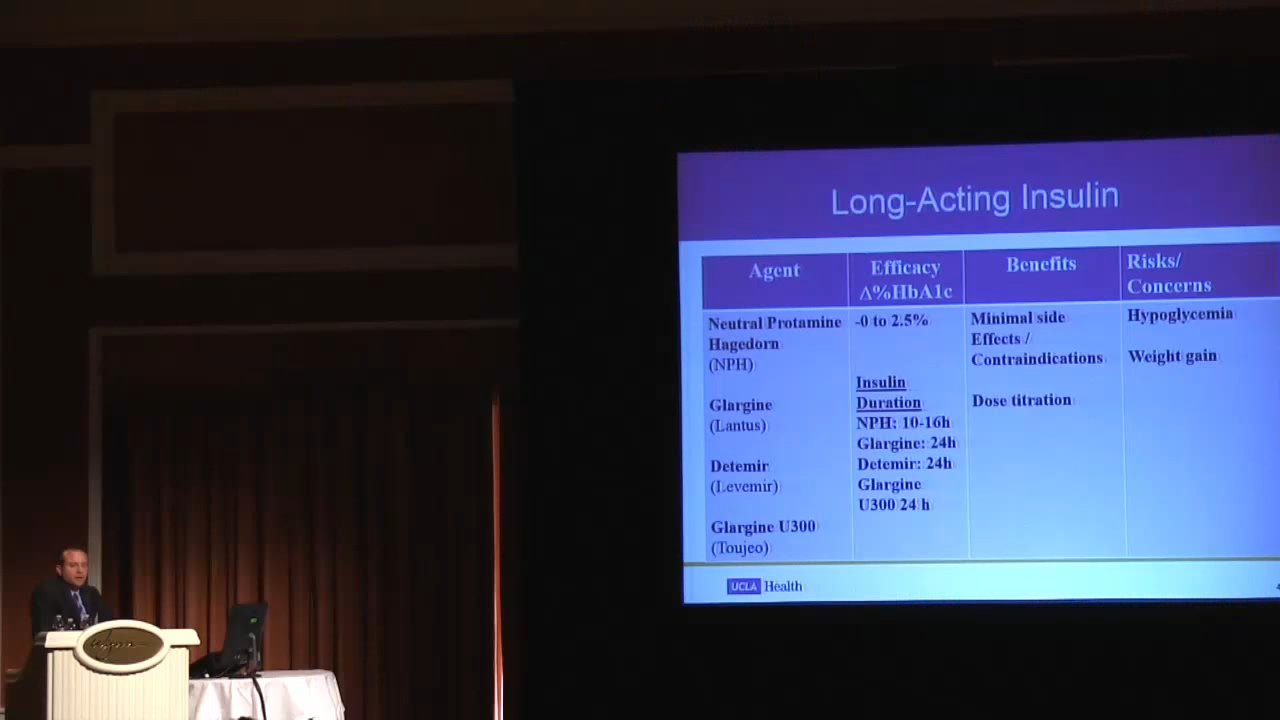 Long-Acting Insulin
Agent
Efficacy
Δ%HbA1c
Benefits
Risks/
Concerns
Neutral Protamine
Hagedorn
(NPH)
Glargine
(Lantus)
Detemir
(Levemir)
Glargine U300
(Toujeo)
-0 to 2.5%
Insulin
Duration
NPH: 10-16h
Glargine: 24h
Detemir: 24h
Glargine
U300 24 h
Minimal side
Effects /
Contraindications
Dose titration
Hypoglycemia
Weight gain
UCLA Health
Wynn